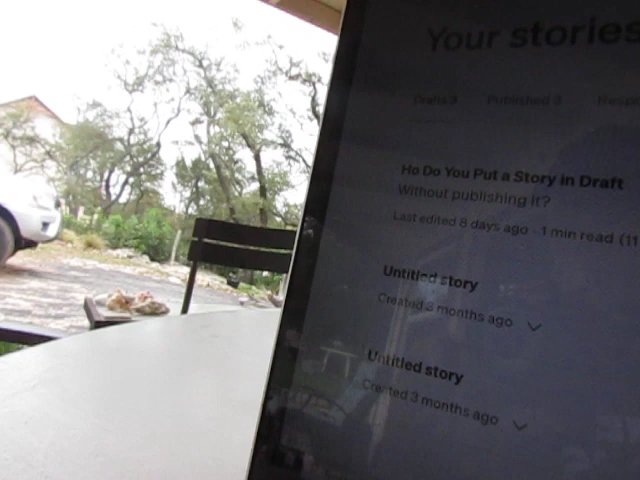 Your stories
Drafts 3 Published 3
Ho Do You Put a Story in Draft
Without publishing it?
Last edited 8 days ago · 1 min read (11
Untitled story
Created 3 months ago
Untitled story
Created 3 months ago